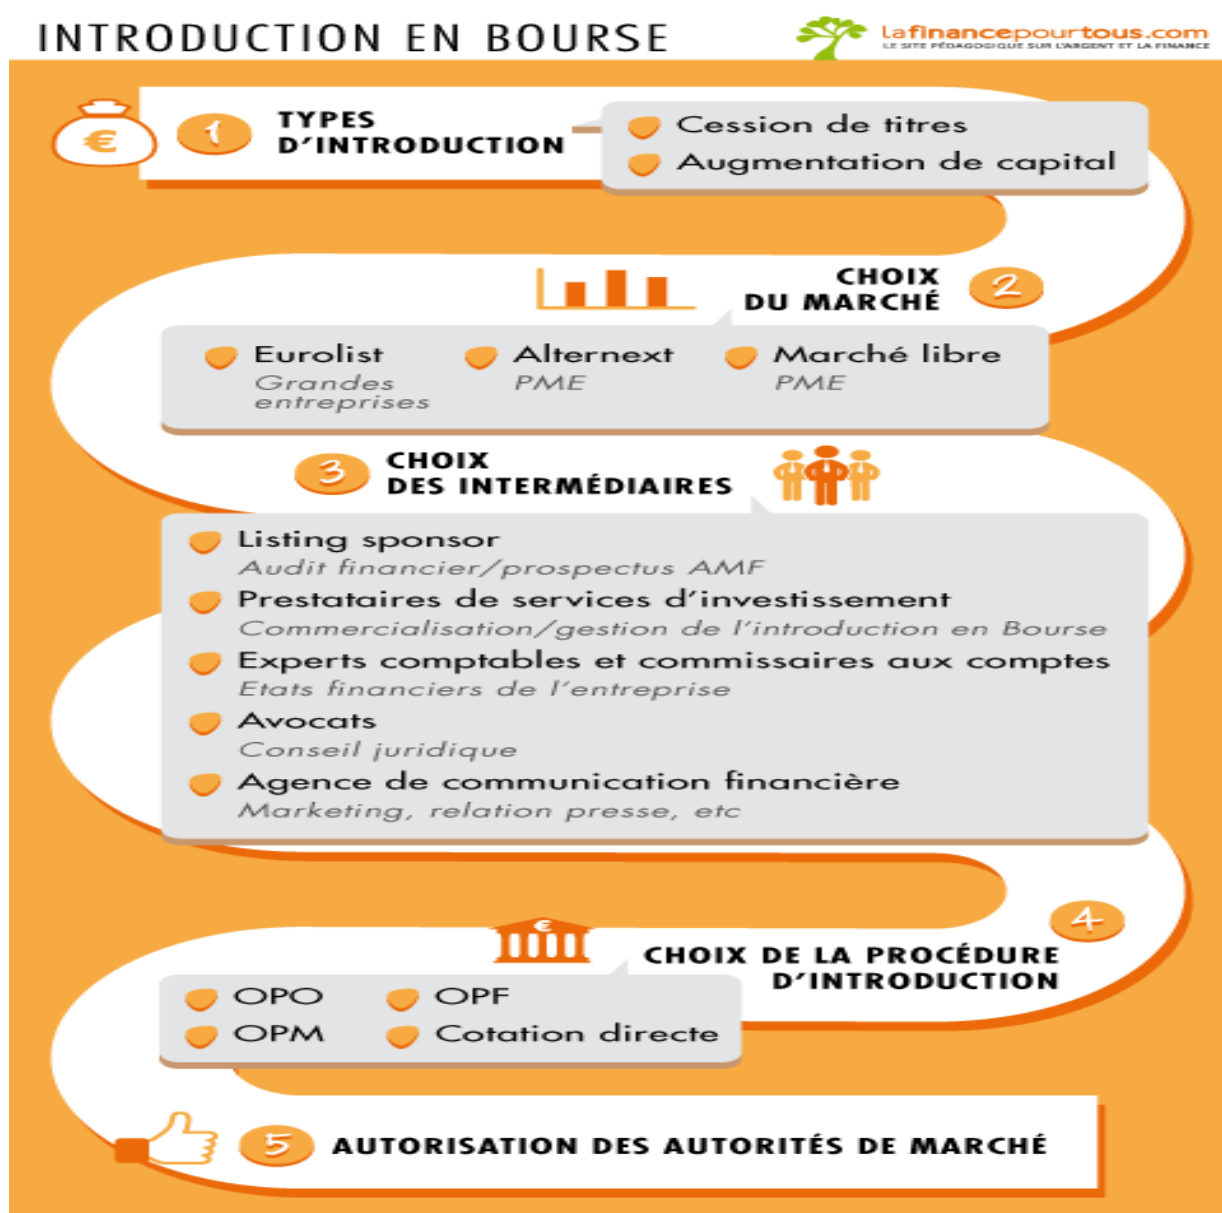 INTRODUCTION EN BOURSE
lafinancepourtous.com
LE SITE PÉDAGOGIQUE SUR L'ARGENT ET LA FINANCE
€
1
TYPES
D'INTRODUCTION
Cession de titres
Augmentation de capital
CHOIX
DU MARCHÉ
2
Eurolist
Grandes
entreprises
Alternext
PME
Marché libre
PME
3
CHOIX
DES INTERMÉDIAIRES
Listing sponsor
Audit financier/prospectus AMF
Prestataires de services d'investissement
Commercialisation/gestion de l'introduction en Bourse
Experts comptables et commissaires aux comptes
Etats financiers de l'entreprise
Avocats
Conseil juridique
Agence de communication financière
Marketing, relation presse, etc
4
€
CHOIX DE LA PROCÉDURE
D'INTRODUCTION
OPO
OPF
OPM
Cotation directe
5
AUTORISATION DES AUTORITÉS DE MARCHÉ